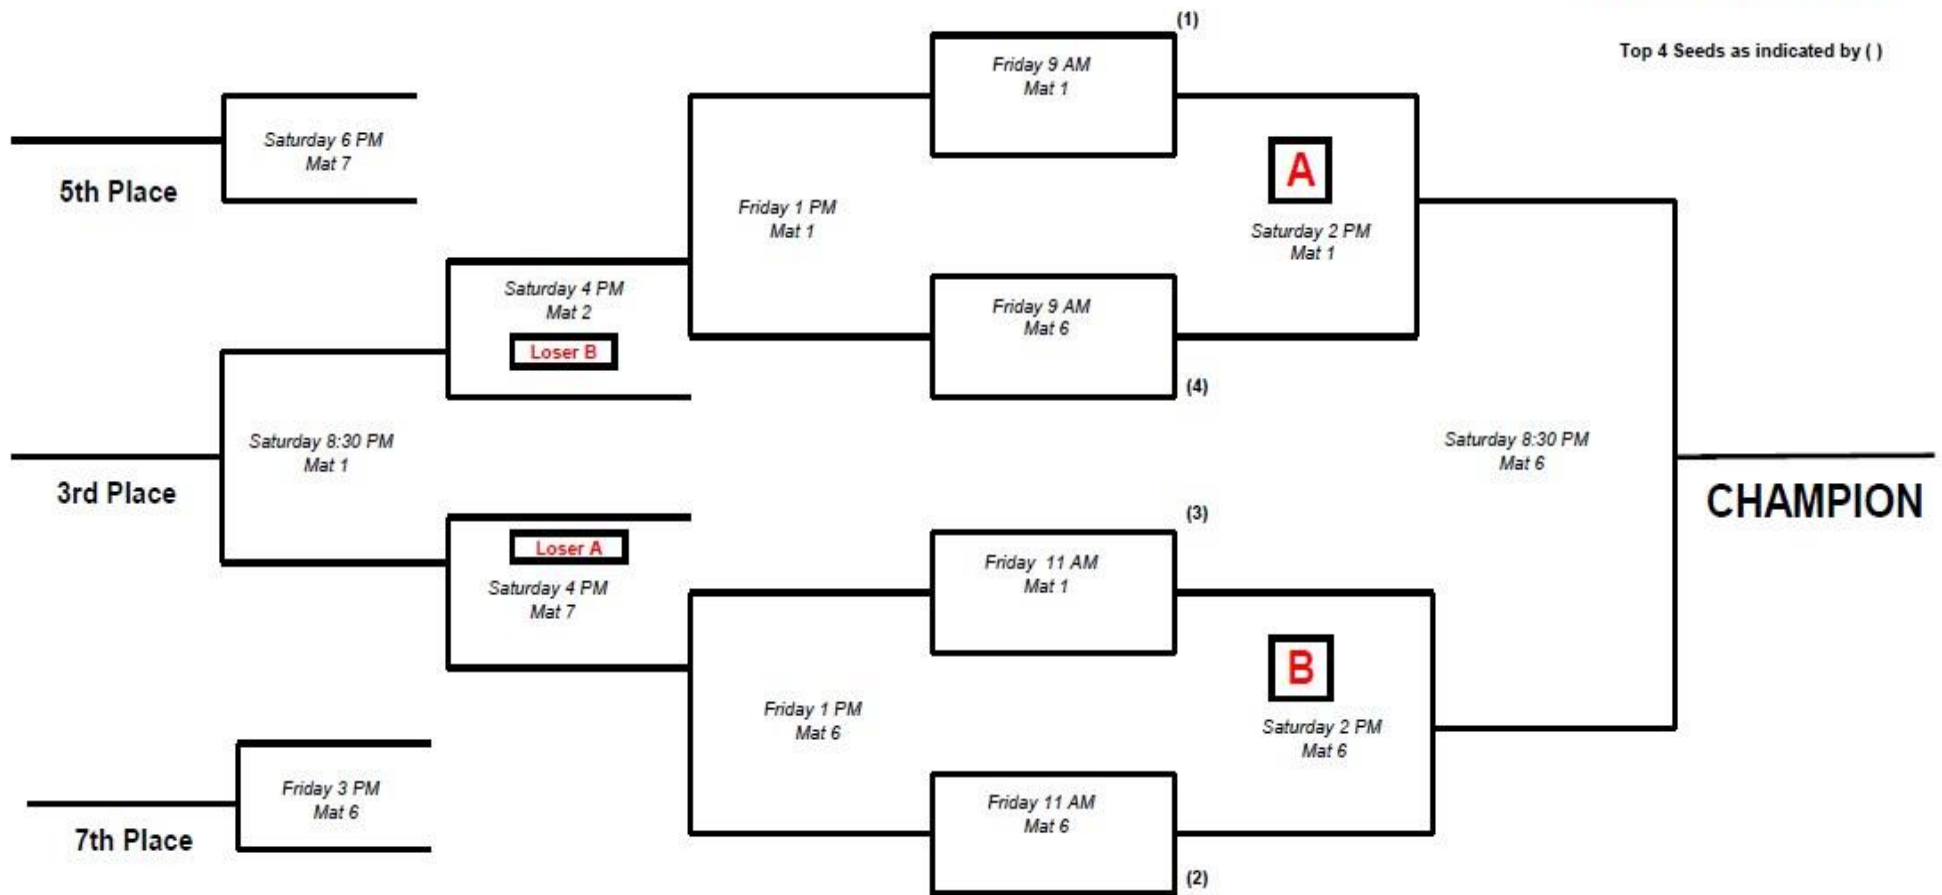 (1)
Top 4 Seeds as indicated by ( )
Friday 9 AM
Mat 1
Saturday 6 PM
Mat 7
5th Place
A
Friday 1 PM
Mat 1
Saturday 2 PM
Mat 1
Saturday 4 PM
Mat 2
Loser B
Friday 9 AM
Mat 6
(4)
Saturday 8:30 PM
Mat 1
Saturday 8:30 PM
Mat 6
3rd Place
CHAMPION
(3)
Loser A
Saturday 4 PM
Mat 7
Friday 11 AM
Mat 1
B
Friday 1 PM
Mat 6
Saturday 2 PM
Mat 6
Friday 3 PM
Mat 6
7th Place
Friday 11 AM
Mat 6
(2)